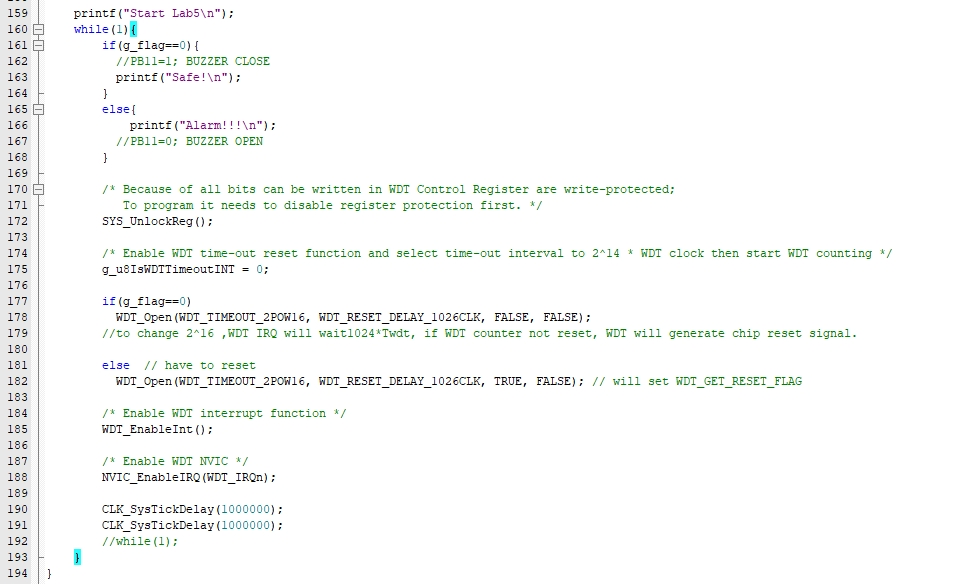 159 printf("Start Lab5\n");
160 while(1){
161 if(g_flag==0){
162 //PB11=1; BUZZER CLOSE
163 printf("Safe!\n");
164 }
165 else{
166 printf("Alarm!!!\n");
167 //PB11=0; BUZZER OPEN
168 }
169
170 /* Because of all bits can be written in WDT Control Register are write-protected;
171 To program it needs to disable register protection first. */
172 SYS_UnlockReg();
173
174 /* Enable WDT time-out reset function and select time-out interval to 2^14 * WDT clock then start WDT counting */
175 g_u8IsWDTTimeoutINT = 0;
176
177 if(g_flag==0)
178 WDT_Open(WDT_TIMEOUT_2POW16, WDT_RESET_DELAY_1026CLK, FALSE, FALSE);
179 //to change 2^16 ,WDT IRQ will wait1024*Twdt, if WDT counter not reset, WDT will generate chip reset signal.
180
181 else // have to reset
182 WDT_Open(WDT_TIMEOUT_2POW16, WDT_RESET_DELAY_1026CLK, TRUE, FALSE); // will set WDT_GET_RESET_FLAG
183
184 /* Enable WDT interrupt function */
185 WDT_EnableInt();
186
187 /* Enable WDT NVIC */
188 NVIC_EnableIRQ(WDT_IRQn);
189
190 CLK_SysTickDelay(1000000);
191 CLK_SysTickDelay(1000000);
192 //while(1);
193 }
194 }